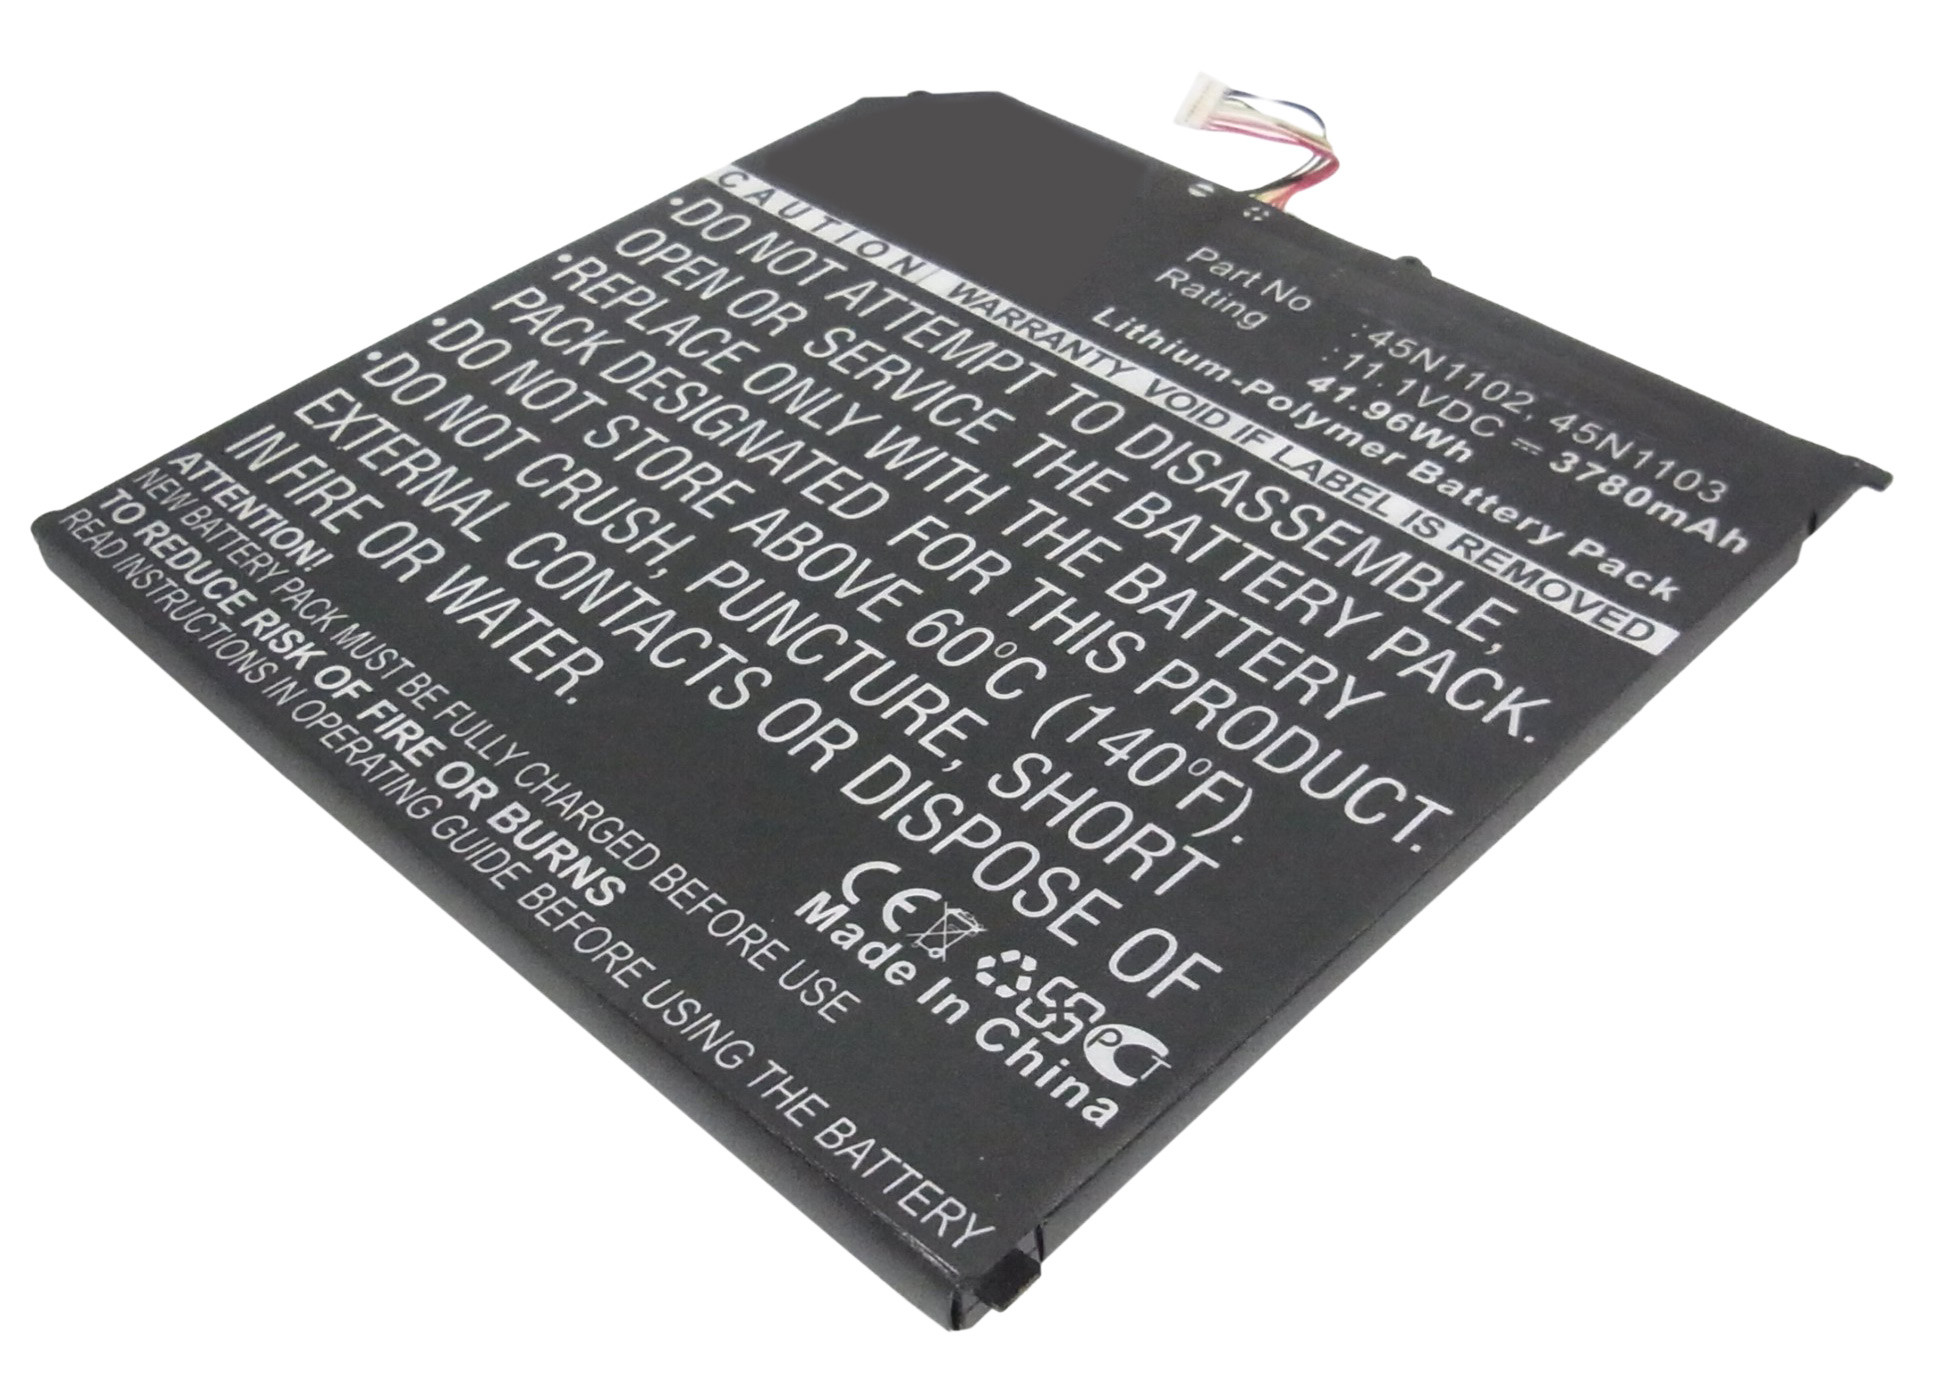 Part No : 45N1102, 45N1103
Rating : 11.1VDC ⎓ 3780mAh
41.96Wh
Lithium-Polymer Battery Pack
CAUTION WARRANTY VOID IF LABEL IS REMOVED
•DO NOT ATTEMPT TO DISASSEMBLE,
OPEN OR SERVICE THE BATTERY PACK.
•REPLACE ONLY WITH THE BATTERY
PACK DESIGNATED FOR THIS PRODUCT.
•DO NOT STORE ABOVE 60°C (140°F).
•DO NOT CRUSH, PUNCTURE, SHORT
EXTERNAL CONTACTS OR DISPOSE OF
IN FIRE OR WATER.
CE PCT
Made In China
ATTENTION!
NEW BATTERY PACK MUST BE FULLY CHARGED BEFORE USE
TO REDUCE RISK OF FIRE OR BURNS
READ INSTRUCTIONS IN OPERATING GUIDE BEFORE USING THE BATTERY